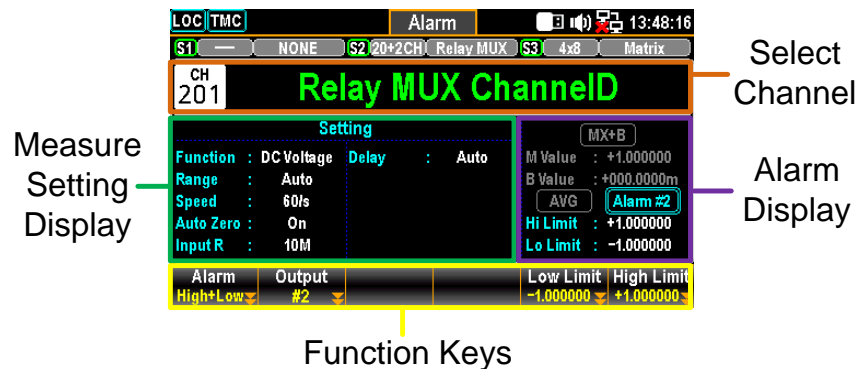 LOC TMC Alarm 13:48:16
S1 — NONE S2 20+2CH Relay MUX S3 4x8 Matrix
CH
201
Relay MUX ChannelID
Select
Channel
Setting
Function : DC Voltage Delay : Auto
Range : Auto
Speed : 60/s
Auto Zero : On
Input R : 10M
MX+B
M Value : +1.000000
B Value : +000.0000m
AVG Alarm #2
Hi Limit : +1.000000
Lo Limit : −1.000000
Measure
Setting
Display
Alarm
Display
Alarm Output Low Limit High Limit
High+Low #2 −1.000000 +1.000000
Function Keys